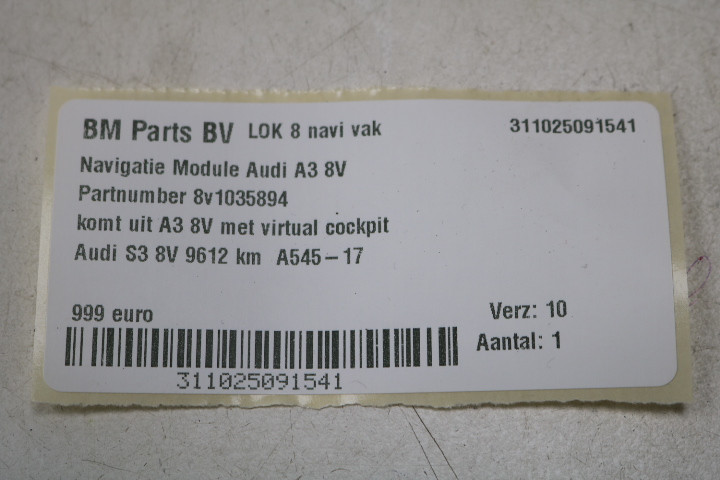 BM Parts BV LOK 8 navi vak 311025091541
Navigatie Module Audi A3 8V
Partnumber 8v1035894
komt uit A3 8V met virtual cockpit
Audi S3 8V 9612 km A545-17
999 euro Verz: 10
Aantal: 1
311025091541